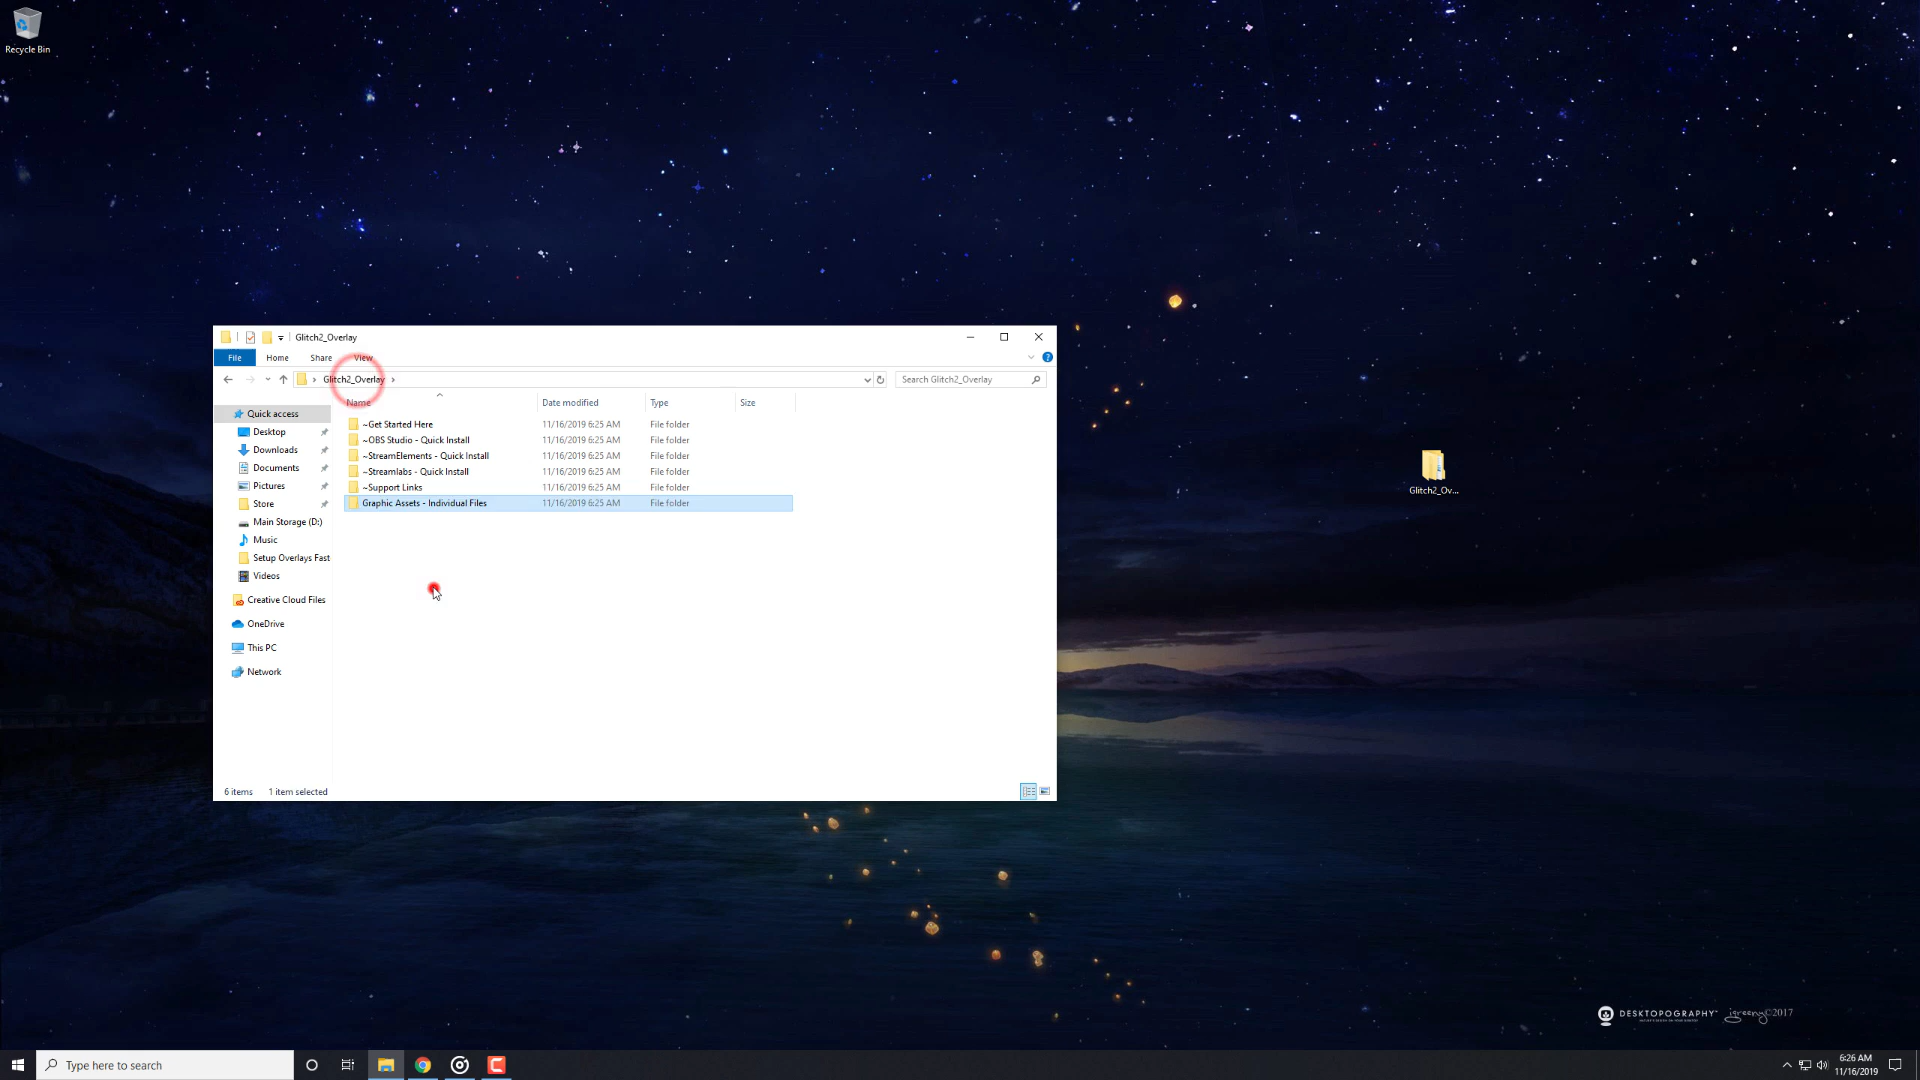 Recycle Bin
Glitch2_Overlay
File Home Share View
Glitch2_Overlay
Search Glitch2_Overlay
Name Date modified Type Size
Quick access
Desktop
Downloads
Documents
Pictures
Store
Main Storage (D:)
Music
Setup Overlays Fast
Videos
Creative Cloud Files
OneDrive
This PC
Network
~Get Started Here 11/16/2019 6:25 AM File folder
~OBS Studio - Quick Install 11/16/2019 6:25 AM File folder
~StreamElements - Quick Install 11/16/2019 6:25 AM File folder
~Streamlabs - Quick Install 11/16/2019 6:25 AM File folder
~Support Links 11/16/2019 6:25 AM File folder
Graphic Assets - Individual Files 11/16/2019 6:25 AM File folder
6 items 1 item selected
Glitch2_Ov...
DESKTOPOGRAPHY
©2017
Type here to search
6:26 AM
11/16/2019